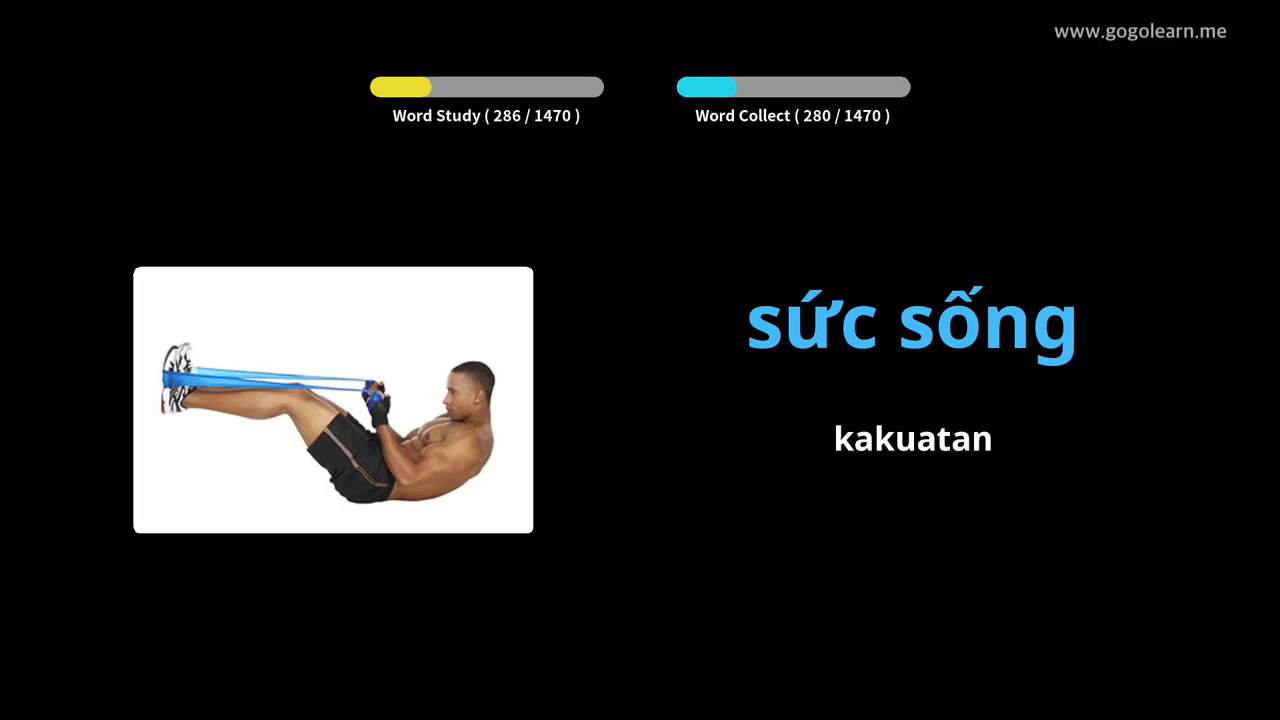 www.gogolearn.me
Word Study ( 286 / 1470 )
Word Collect ( 280 / 1470 )
sức sống
kakuatan